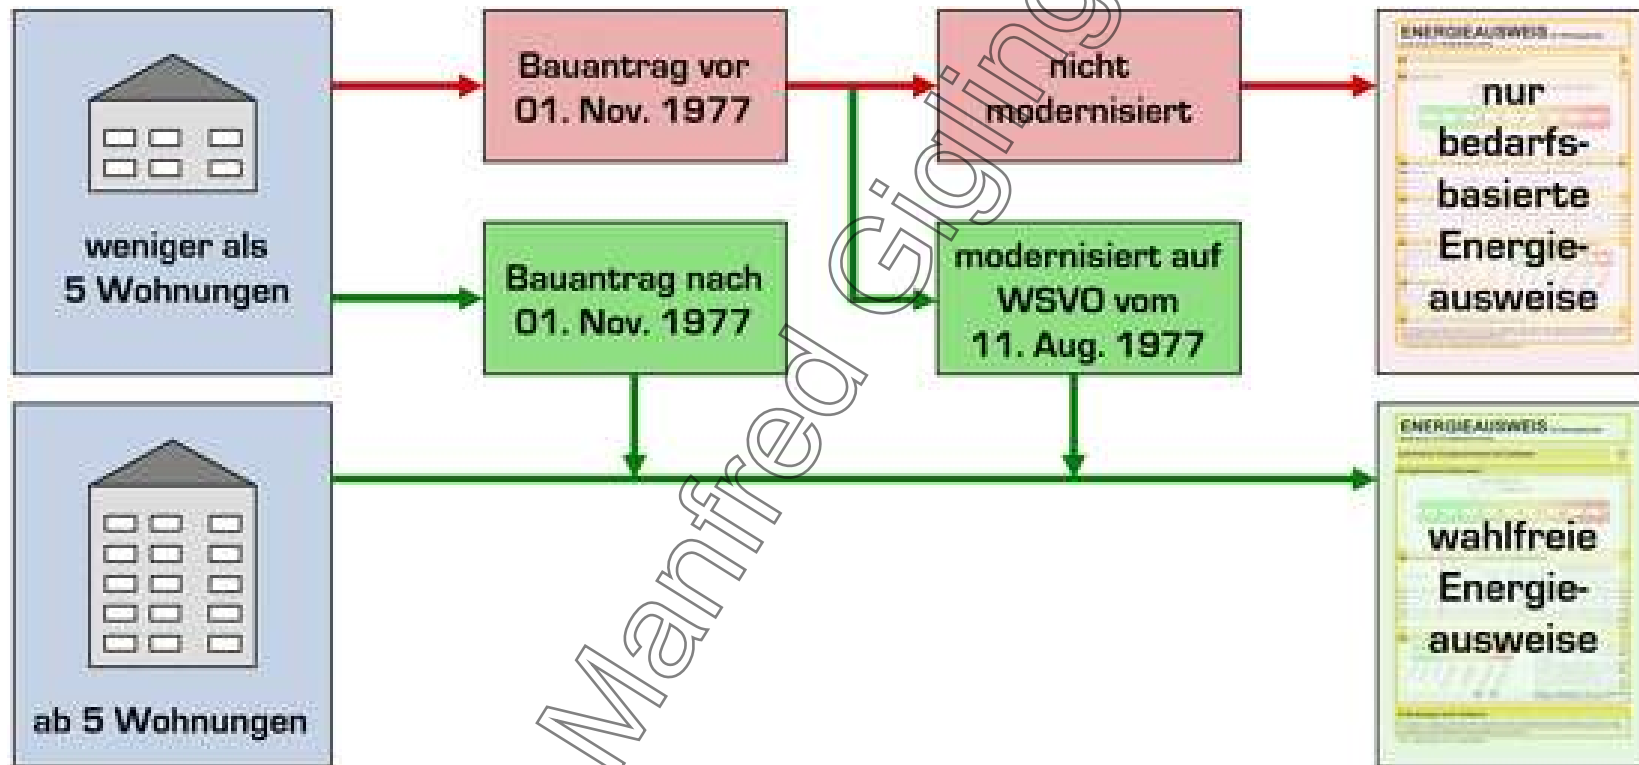 weniger als
5 Wohnungen
Bauantrag vor
01. Nov. 1977
nicht
modernisiert
Bauantrag nach
01. Nov. 1977
modernisiert auf
WSVO vom
11. Aug. 1977
ENERGIEAUSWEIS
nur
bedarfs-
basierte
Energie-
ausweise
ab 5 Wohnungen
ENERGIEAUSWEIS
wahlfreie
Energie-
ausweise
Manfred Giglinger